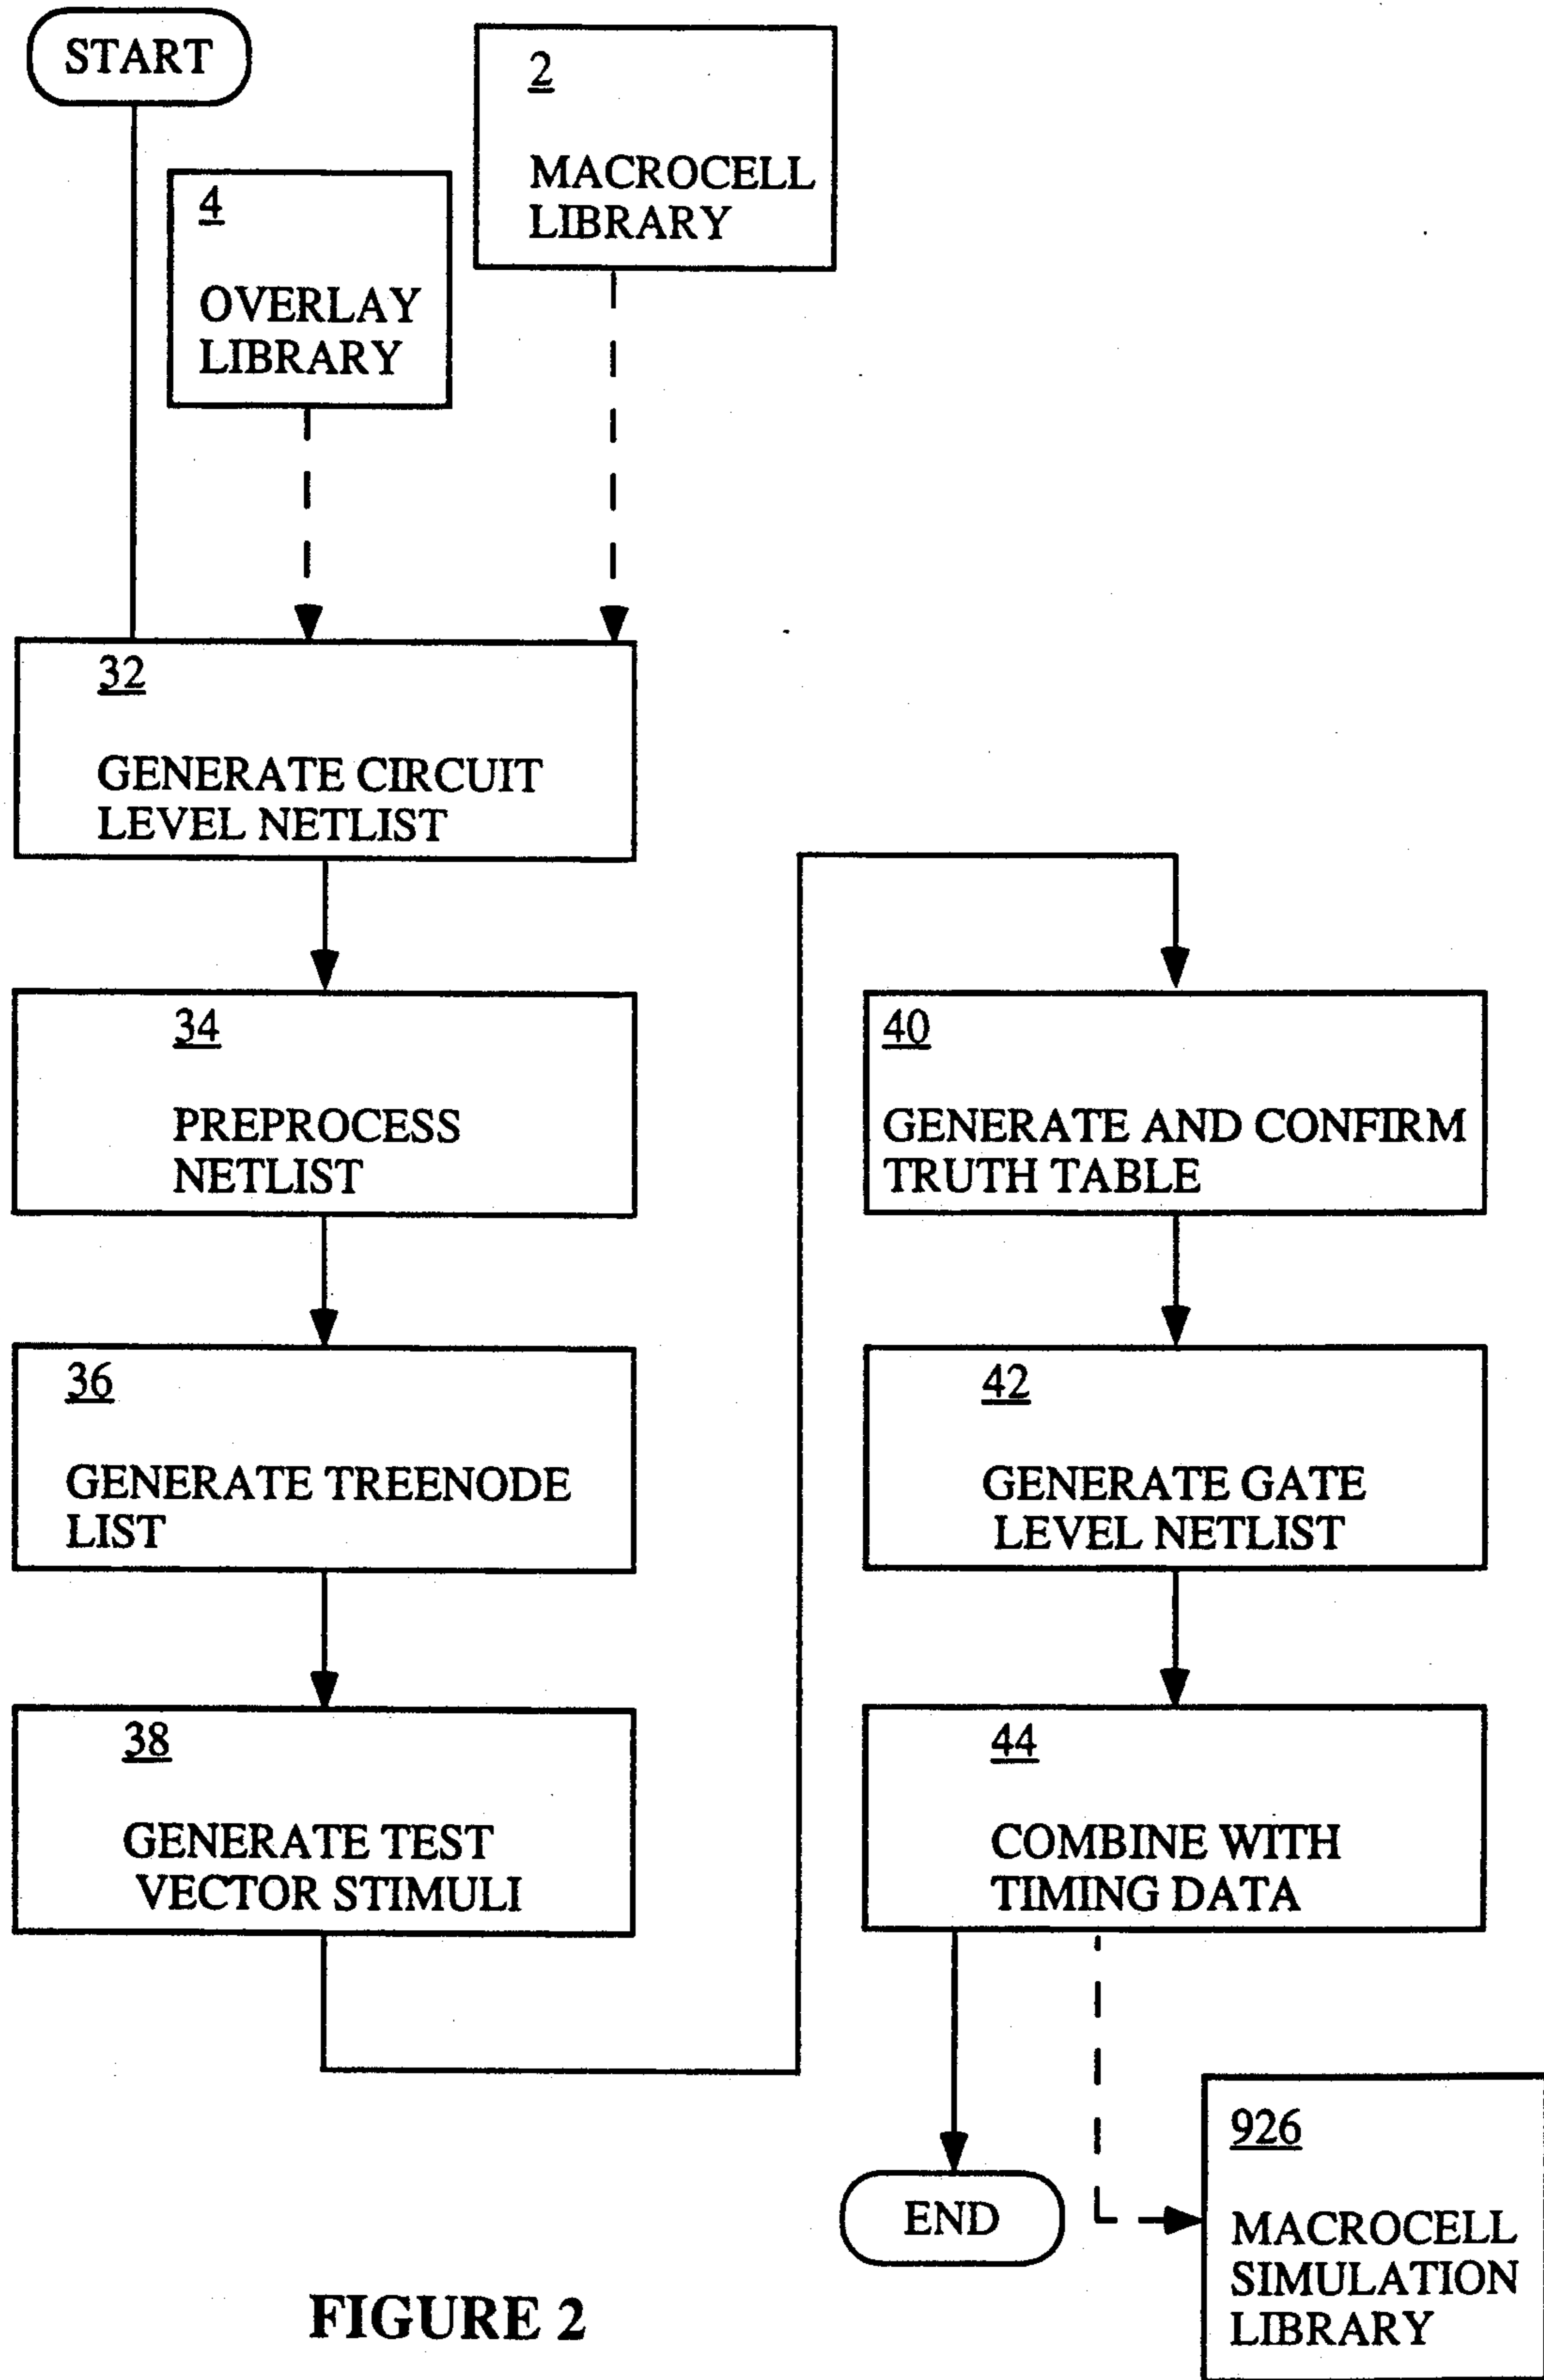 START
2
MACROCELL
LIBRARY
4
OVERLAY
LIBRARY
32
GENERATE CIRCUIT
LEVEL NETLIST
34
PREPROCESS
NETLIST
36
GENERATE TREENODE
LIST
38
GENERATE TEST
VECTOR STIMULI
40
GENERATE AND CONFIRM
TRUTH TABLE
42
GENERATE GATE
LEVEL NETLIST
44
COMBINE WITH
TIMING DATA
END
926
MACROCELL
SIMULATION
LIBRARY
FIGURE 2